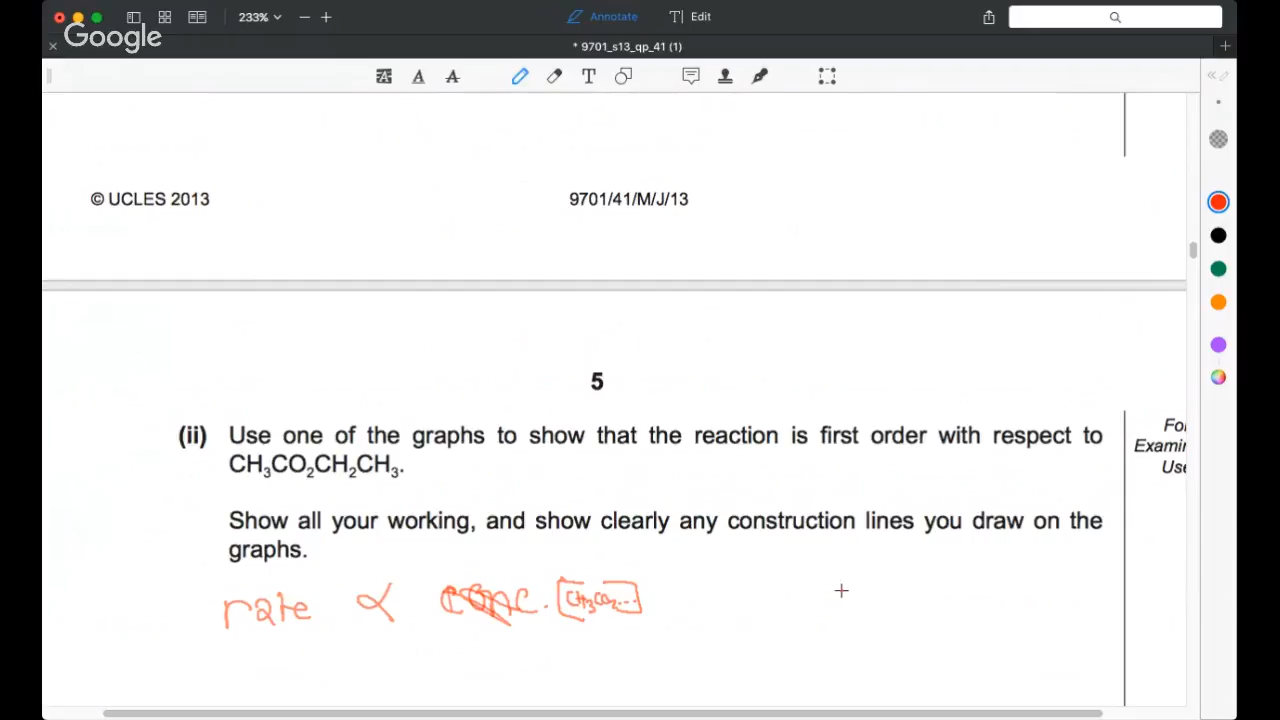 233%
Annotate
Edit
Google
* 9701_s13_qp_41 (1)
© UCLES 2013
9701/41/M/J/13
5
(ii) Use one of the graphs to show that the reaction is first order with respect to
CH₃CO₂CH₂CH₃.
Show all your working, and show clearly any construction lines you draw on the
graphs.
For
Examin
Use
rate ∝ conc. [CH₃CO₂...]